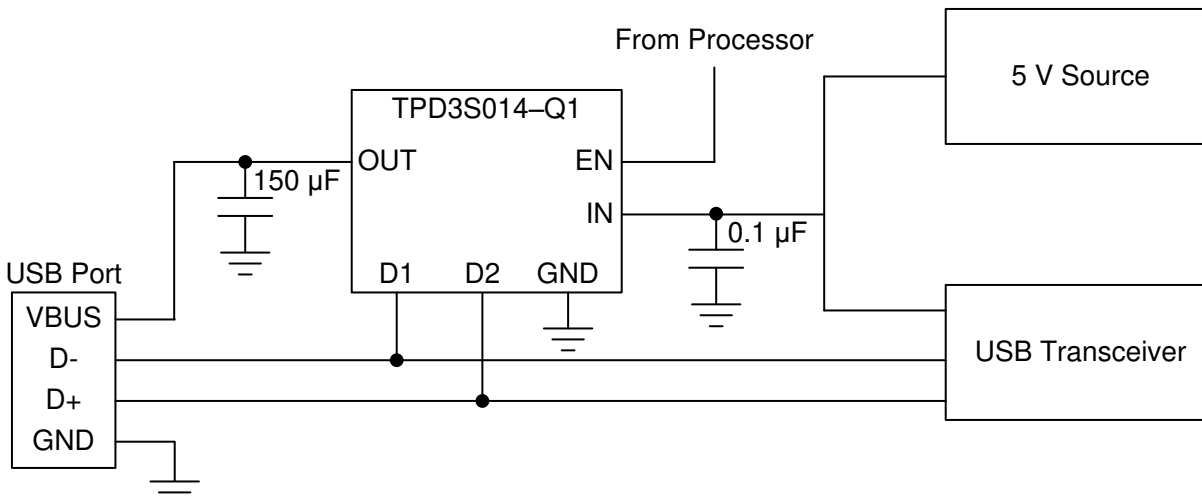 From Processor
5 V Source
TPD3S014–Q1
OUT
EN
150 µF
IN
0.1 µF
USB Port
D1
D2
GND
VBUS
D-
USB Transceiver
D+
GND